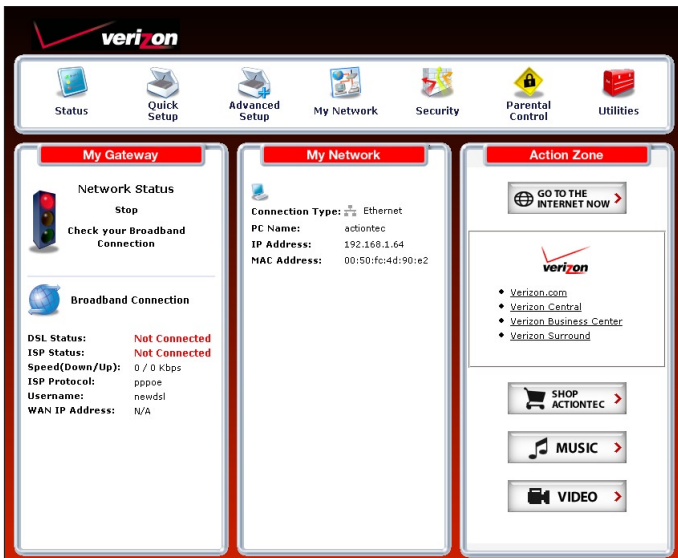 verizon
Status
Quick
Setup
Advanced
Setup
My Network
Security
Parental
Control
Utilities
My Gateway
Network Status
Stop
Check your Broadband
Connection
Broadband Connection
DSL Status: Not Connected
ISP Status: Not Connected
Speed(Down/Up): 0 / 0 Kbps
ISP Protocol: pppoe
Username: newdsl
WAN IP Address: N/A
My Network
Connection Type: Ethernet
PC Name: actiontec
IP Address: 192.168.1.64
MAC Address: 00:50:fc:4d:90:e2
Action Zone
GO TO THE
INTERNET NOW
verizon
Verizon.com
Verizon Central
Verizon Business Center
Verizon Surround
SHOP
ACTIONTEC
MUSIC
VIDEO